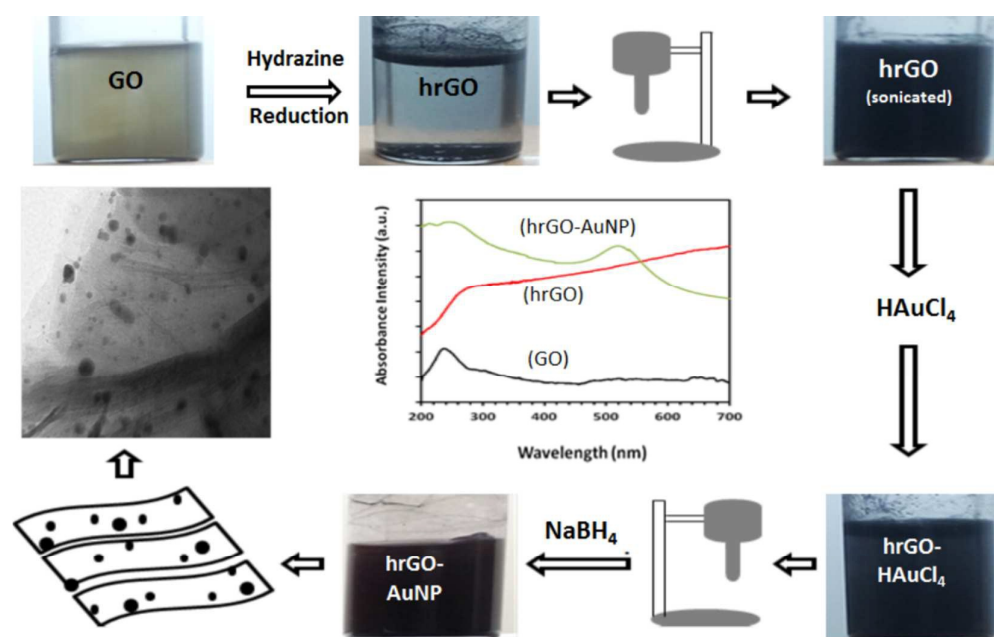 GO
Hydrazine
Reduction
hrGO
hrGO
(sonicated)
HAuCl₄
hrGO-
HAuCl₄
NaBH₄
hrGO-
AuNP
Absorbance Intensity (a.u.)
(hrGO-AuNP)
(hrGO)
(GO)
200 300 400 500 600 700
Wavelength (nm)